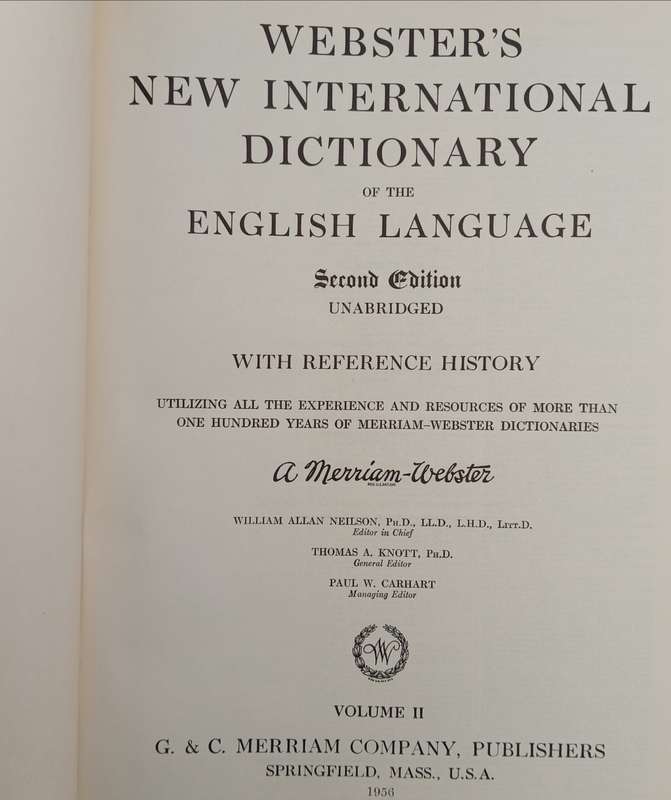 WEBSTER'S
NEW INTERNATIONAL
DICTIONARY
OF THE
ENGLISH LANGUAGE
Second Edition
UNABRIDGED
WITH REFERENCE HISTORY
UTILIZING ALL THE EXPERIENCE AND RESOURCES OF MORE THAN
ONE HUNDRED YEARS OF MERRIAM–WEBSTER DICTIONARIES
A Merriam-Webster
WILLIAM ALLAN NEILSON, PH.D., LL.D., L.H.D., LITT.D.
Editor in Chief
THOMAS A. KNOTT, PH.D.
General Editor
PAUL W. CARHART
Managing Editor
VOLUME II
G. & C. MERRIAM COMPANY, PUBLISHERS
SPRINGFIELD, MASS., U.S.A.
1956